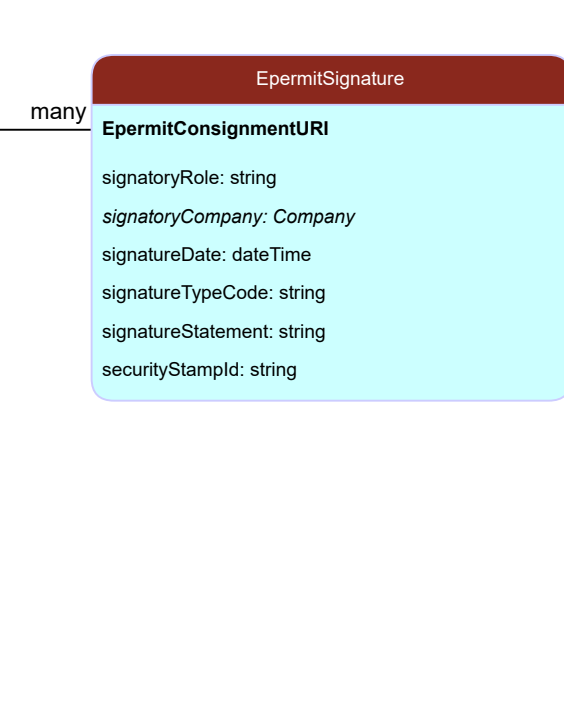 EpermitSignature
many
EpermitConsignmentURI
signatoryRole: string
signatoryCompany: Company
signatureDate: dateTime
signatureTypeCode: string
signatureStatement: string
securityStampId: string